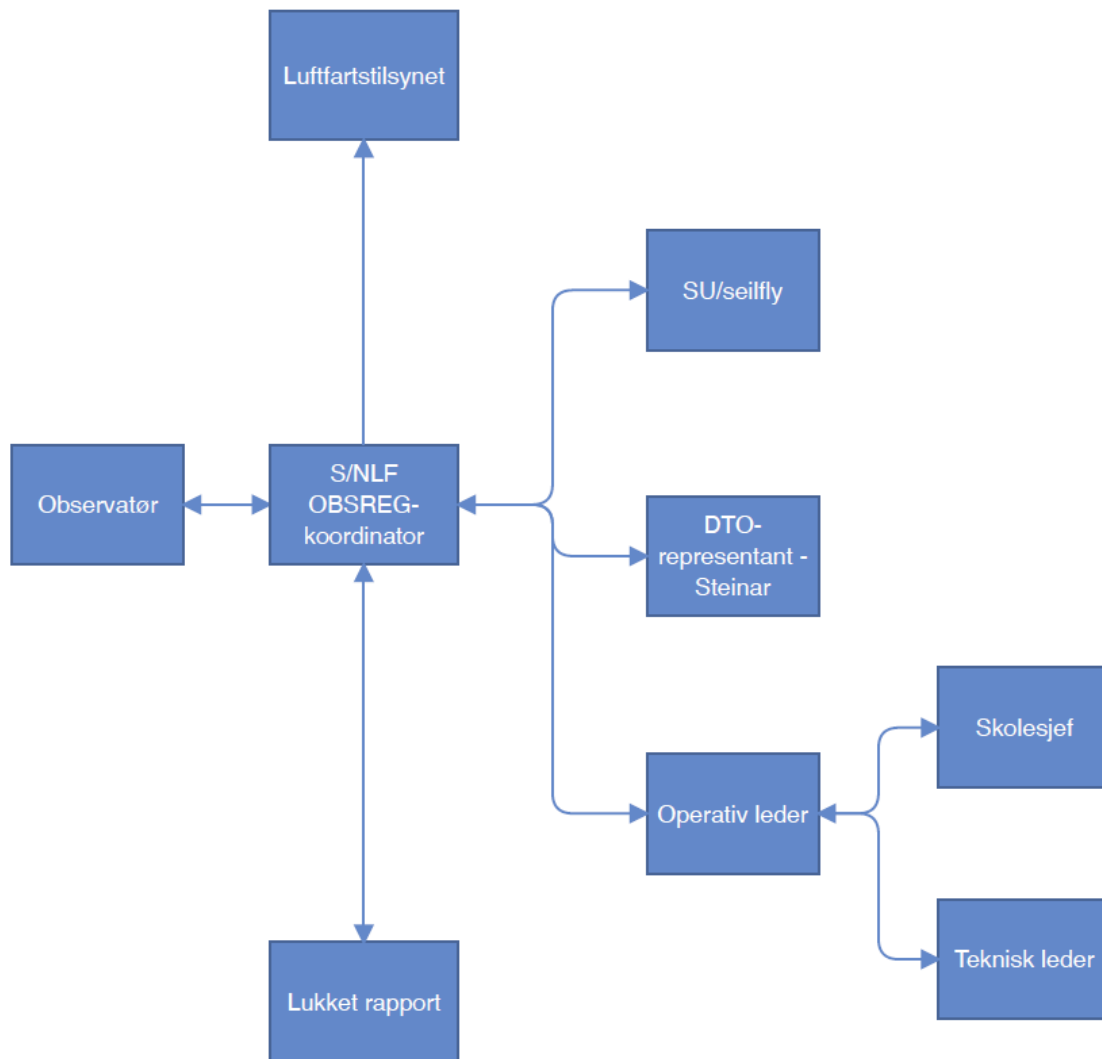 Luftfartstilsynet
SU/seilfly
Observatør
S/NLF
OBSREG-
koordinator
DTO-
representant -
Steinar
Skolesjef
Operativ leder
Teknisk leder
Lukket rapport